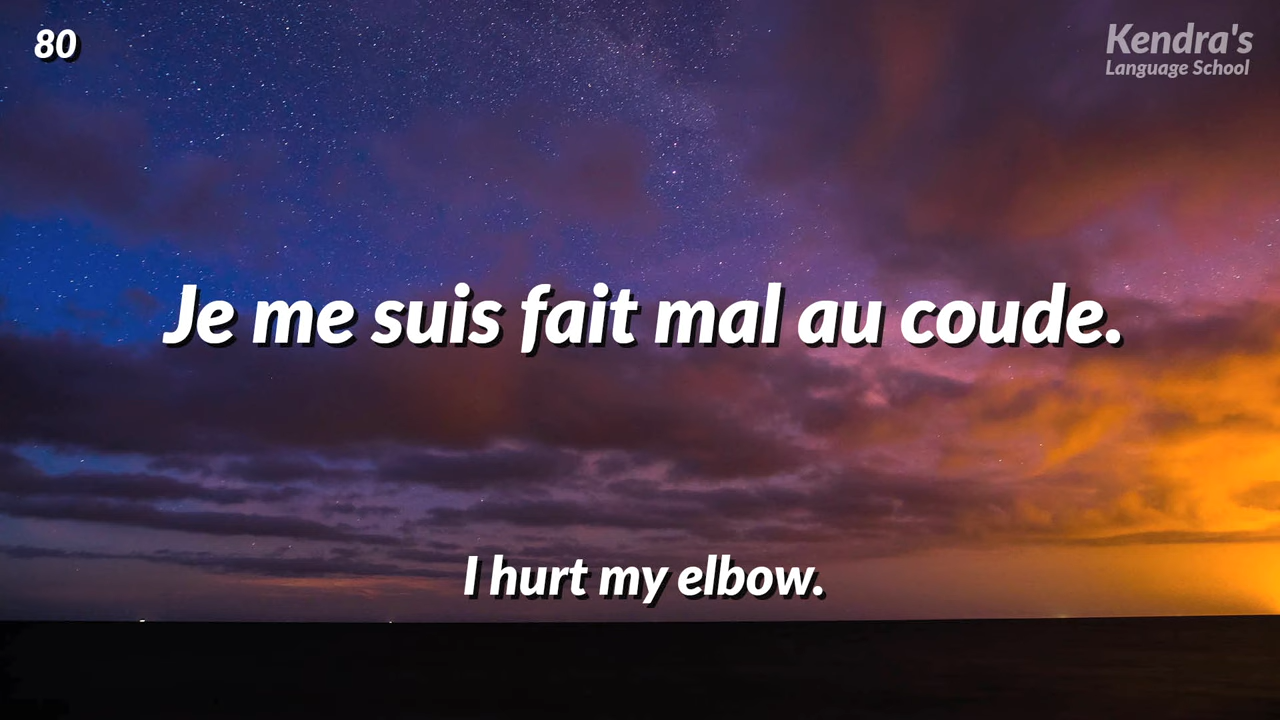 80
Kendra's
Language School
Je me suis fait mal au coude.
I hurt my elbow.